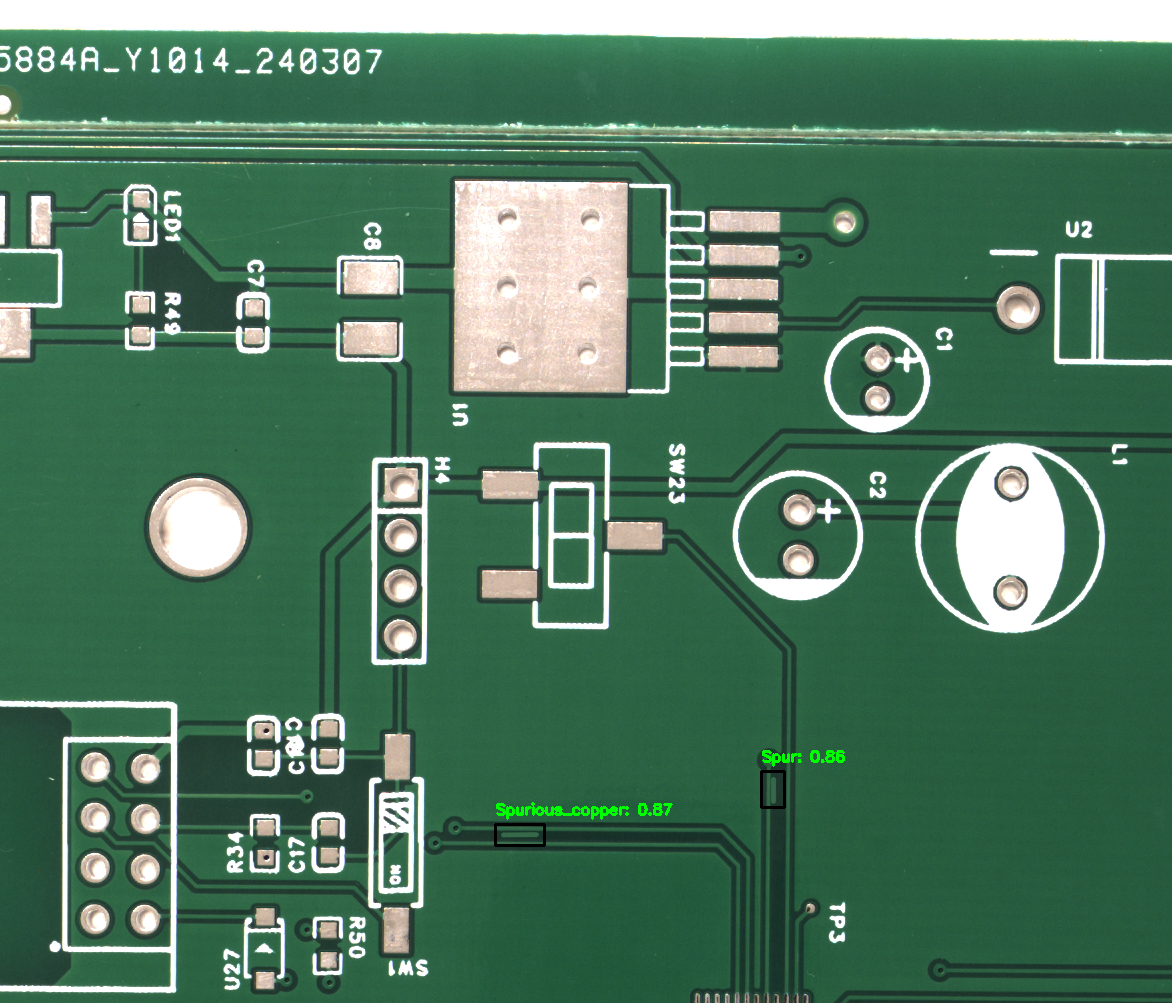 5884A_Y1014_240307
LED1
C8
U2
C7
R49
C1
U1
L1
H4
SW23
C2
Spur: 0.86
Spurious_copper: 0.87
R34
C17
ON
TP3
R50
U27
SW1